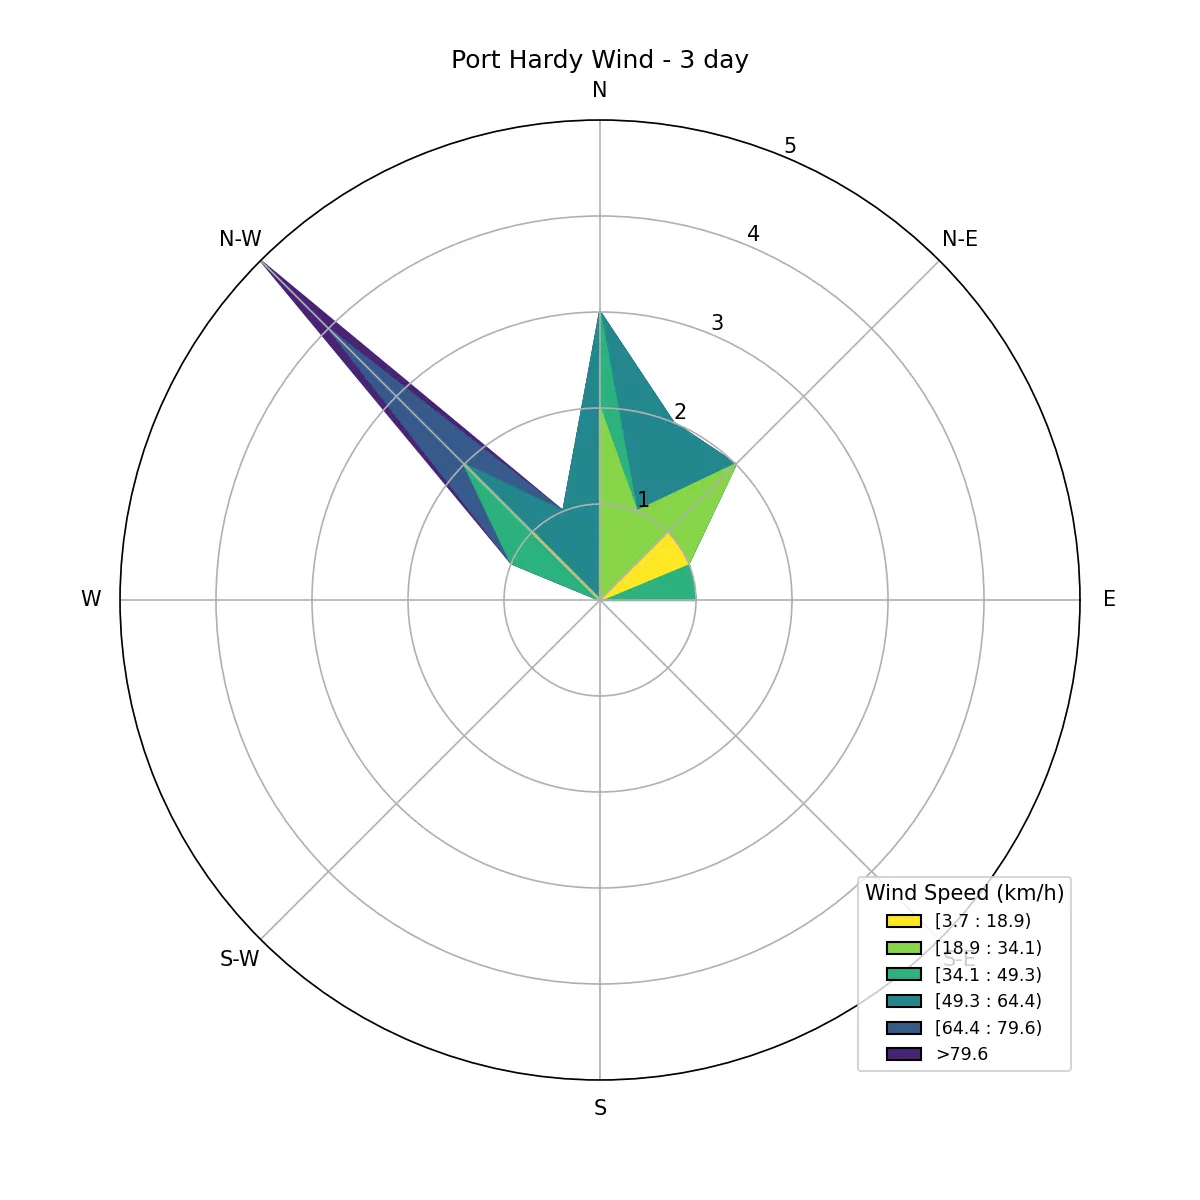 Port Hardy Wind - 3 day
N
5
4
N-W
N-E
3
2
1
W
E
Wind Speed (km/h)
[3.7 : 18.9)
[18.9 : 34.1)
S-W
S-E
[34.1 : 49.3)
[49.3 : 64.4)
[64.4 : 79.6)
>79.6
S